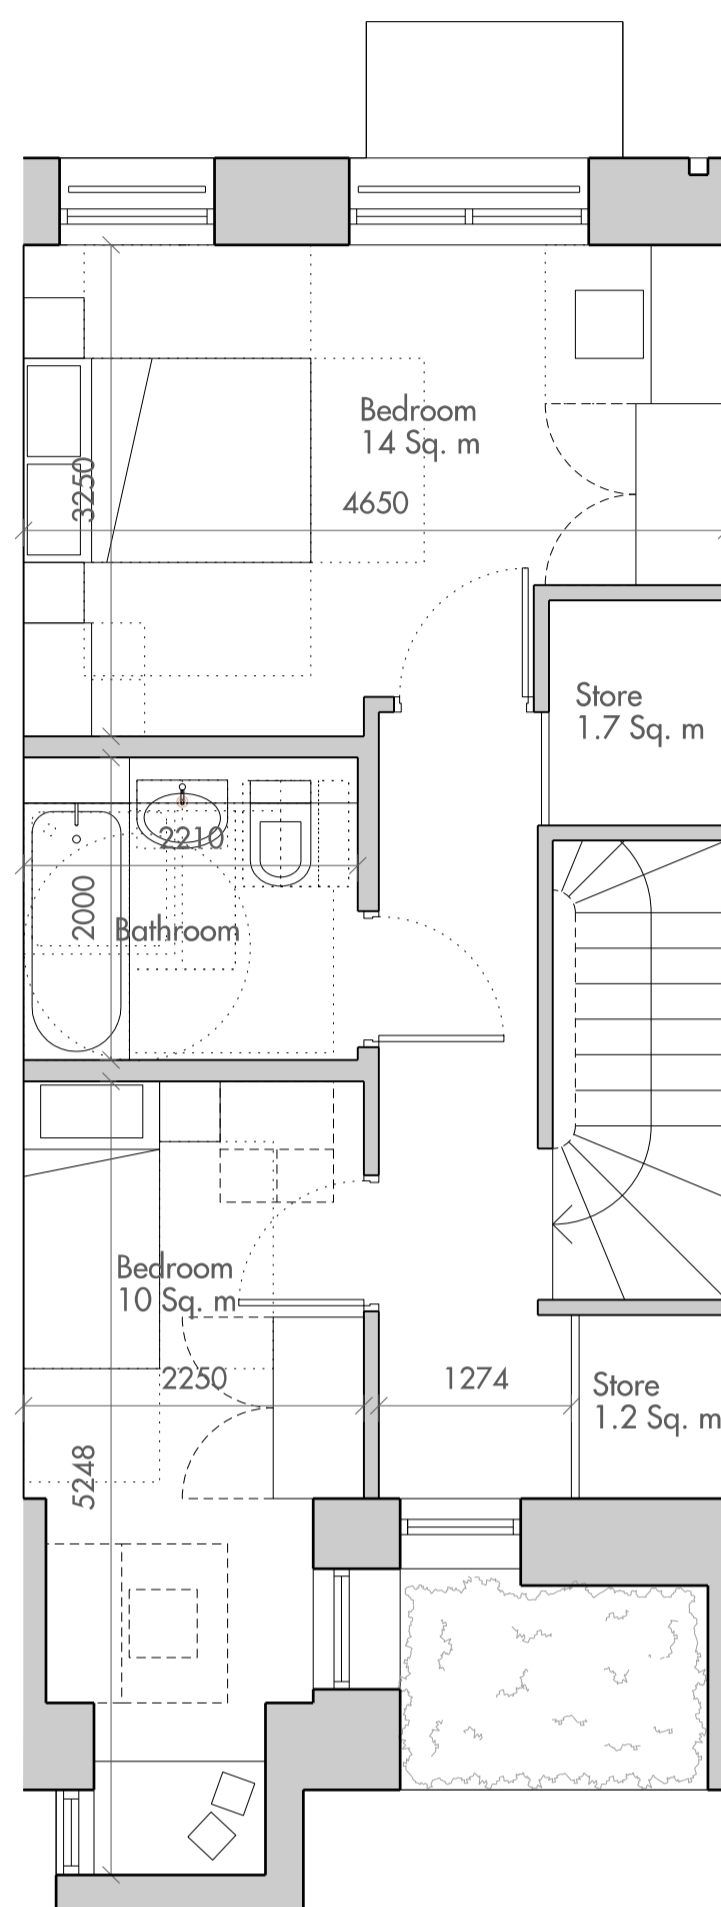 Bedroom
14 Sq. m
3250
4650
Store
1.7 Sq. m
2210
2000
Bathroom
Bedroom
10 Sq. m
2250
1274
Store
1.2 Sq. m
5248